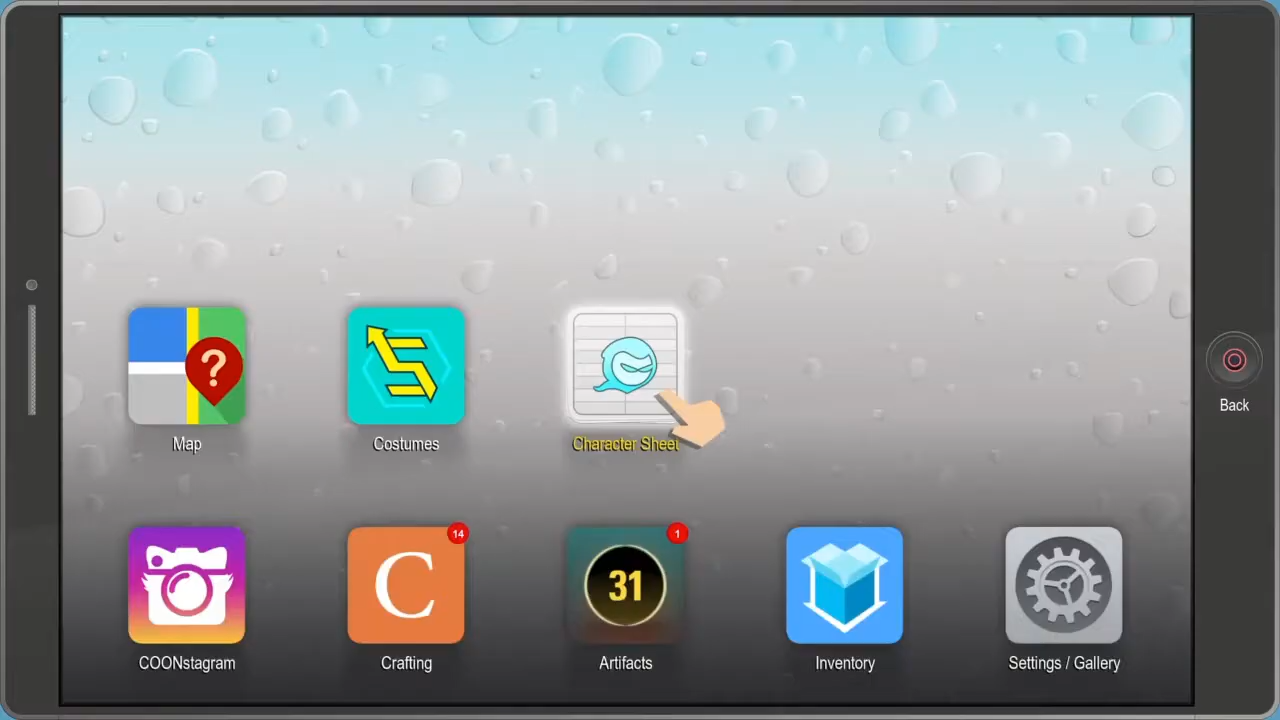 ?
Map
Costumes
Character Sheet
Back
COONstagram
C
14
Crafting
31
1
Artifacts
Inventory
Settings / Gallery